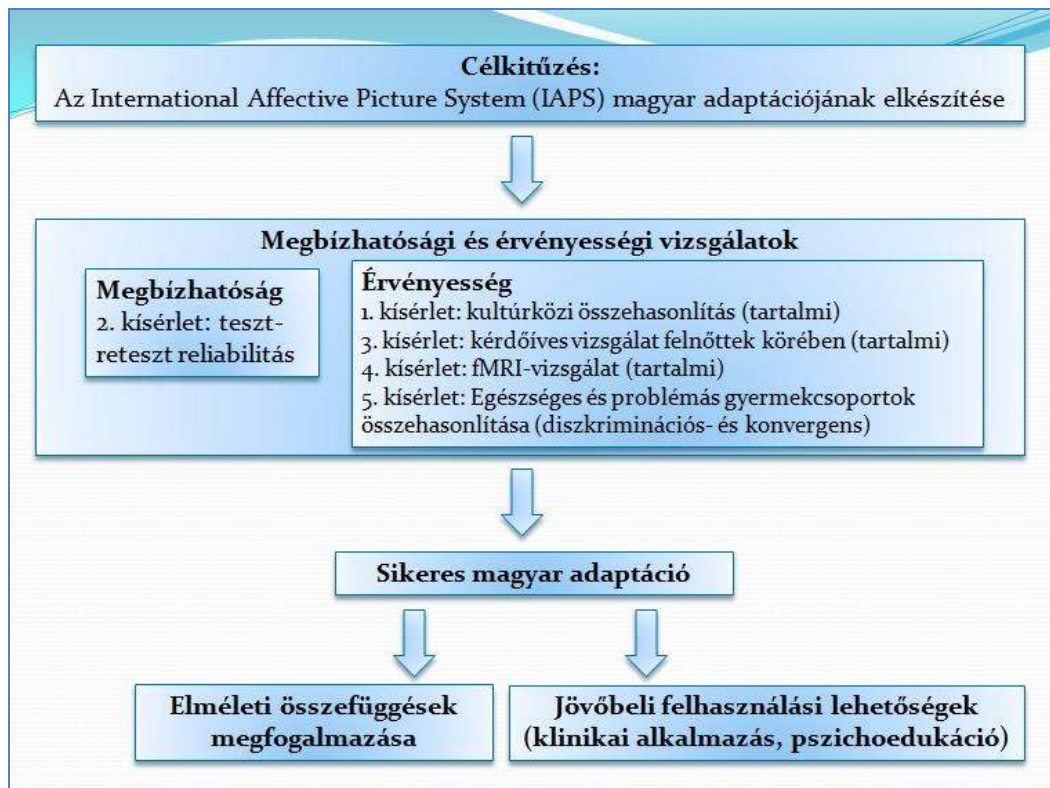 Célkitűzés:
Az International Affective Picture System (IAPS) magyar adaptációjának elkészítése
Megbízhatósági és érvényességi vizsgálatok
Megbízhatóság
2. kísérlet: teszt-
reteszt reliabilitás
Érvényesség
1. kísérlet: kultúrközi összehasonlítás (tartalmi)
3. kísérlet: kérdőíves vizsgálat felnőttek körében (tartalmi)
4. kísérlet: fMRI-vizsgálat (tartalmi)
5. kísérlet: Egészséges és problémás gyermekcsoportok
összehasonlítása (diszkriminációs- és konvergens)
Sikeres magyar adaptáció
Elméleti összefüggések
megfogalmazása
Jövőbeli felhasználási lehetőségek
(klinikai alkalmazás, pszichoedukáció)